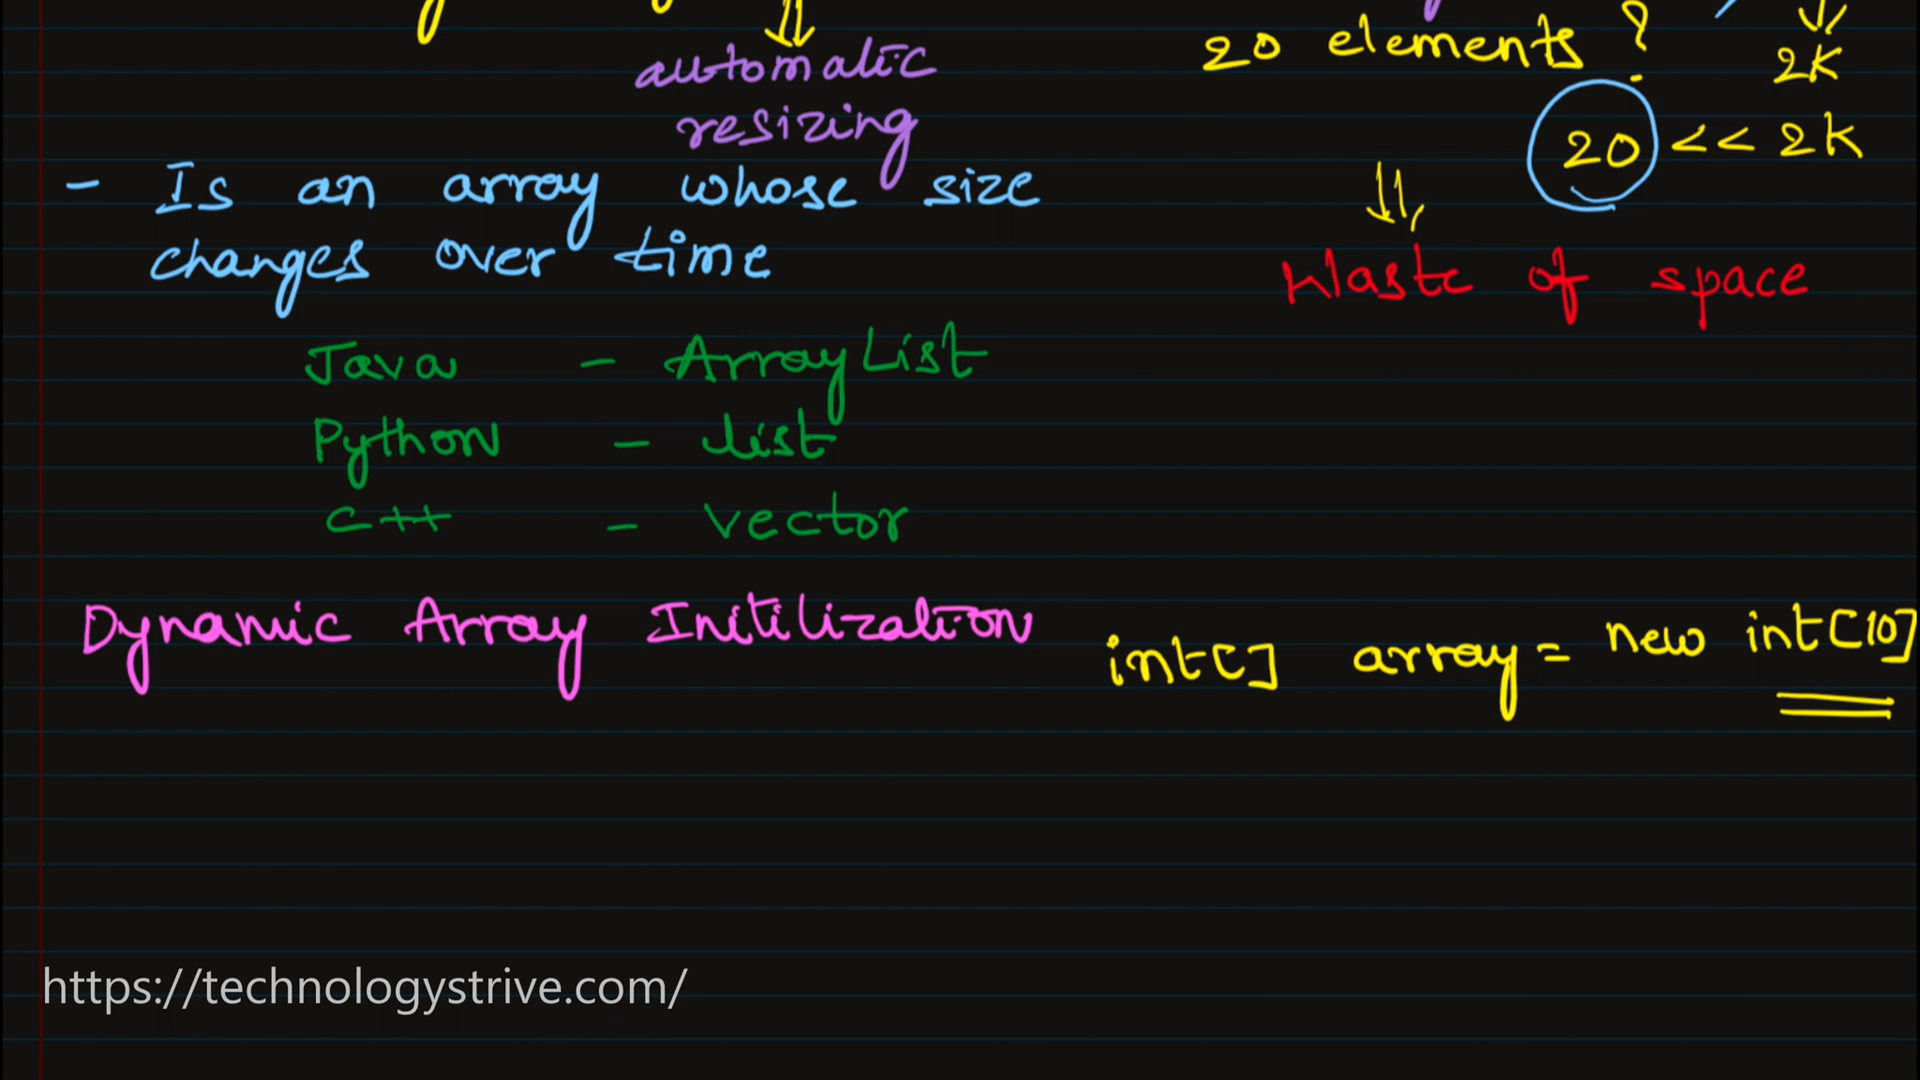 automatic
resizing
- Is an array whose size
changes over time
Java - ArrayList
Python - list
C++ - vector
20 elements ?
2K
20 << 2K
Waste of space
Dynamic Array Initilization
int[] array = new int[10]
https://technologystrive.com/